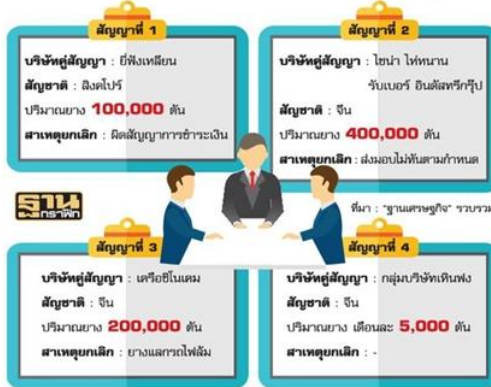 สัญญาที่ 1
บริษัทคู่สัญญา : ยี่ฟังเหลียน
สัญชาติ : สิงคโปร์
ปริมาณยาง 100,000 ตัน
สาเหตุยกเลิก : ผิดสัญญาการชำระเงิน
สัญญาที่ 2
บริษัทคู่สัญญา : ไชน่า ไห่หนาน
รับเบอร์ อินดัสทรีกรุ๊ป
สัญชาติ : จีน
ปริมาณยาง 400,000 ตัน
สาเหตุยกเลิก : ส่งมอบไม่ทันตามกำหนด
ฐาน
กราฟิก
ที่มา : "ฐานเศรษฐกิจ" รวบรวม
สัญญาที่ 3
บริษัทคู่สัญญา : เครือซิโนเคม
สัญชาติ : จีน
ปริมาณยาง 200,000 ตัน
สาเหตุยกเลิก : ยางแลกรถไฟล้ม
สัญญาที่ 4
บริษัทคู่สัญญา : กลุ่มบริษัทเทินฟง
สัญชาติ : จีน
ปริมาณยาง เดือนละ 5,000 ตัน
สาเหตุยกเลิก : -